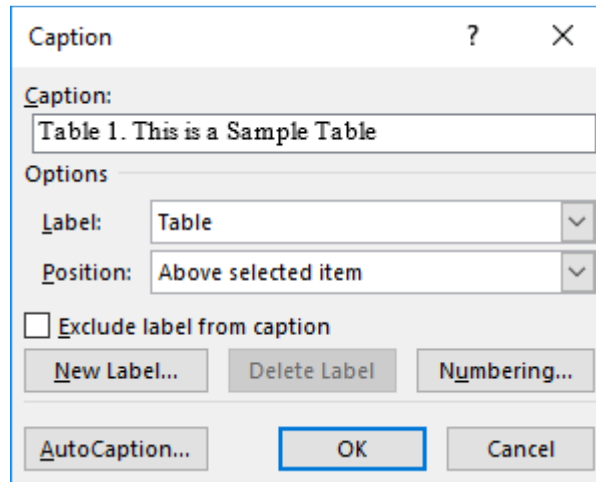 Caption ?
Caption:
Table 1. This is a Sample Table
Options
Label: Table
Position: Above selected item
Exclude label from caption
New Label... Delete Label Numbering...
AutoCaption... OK Cancel